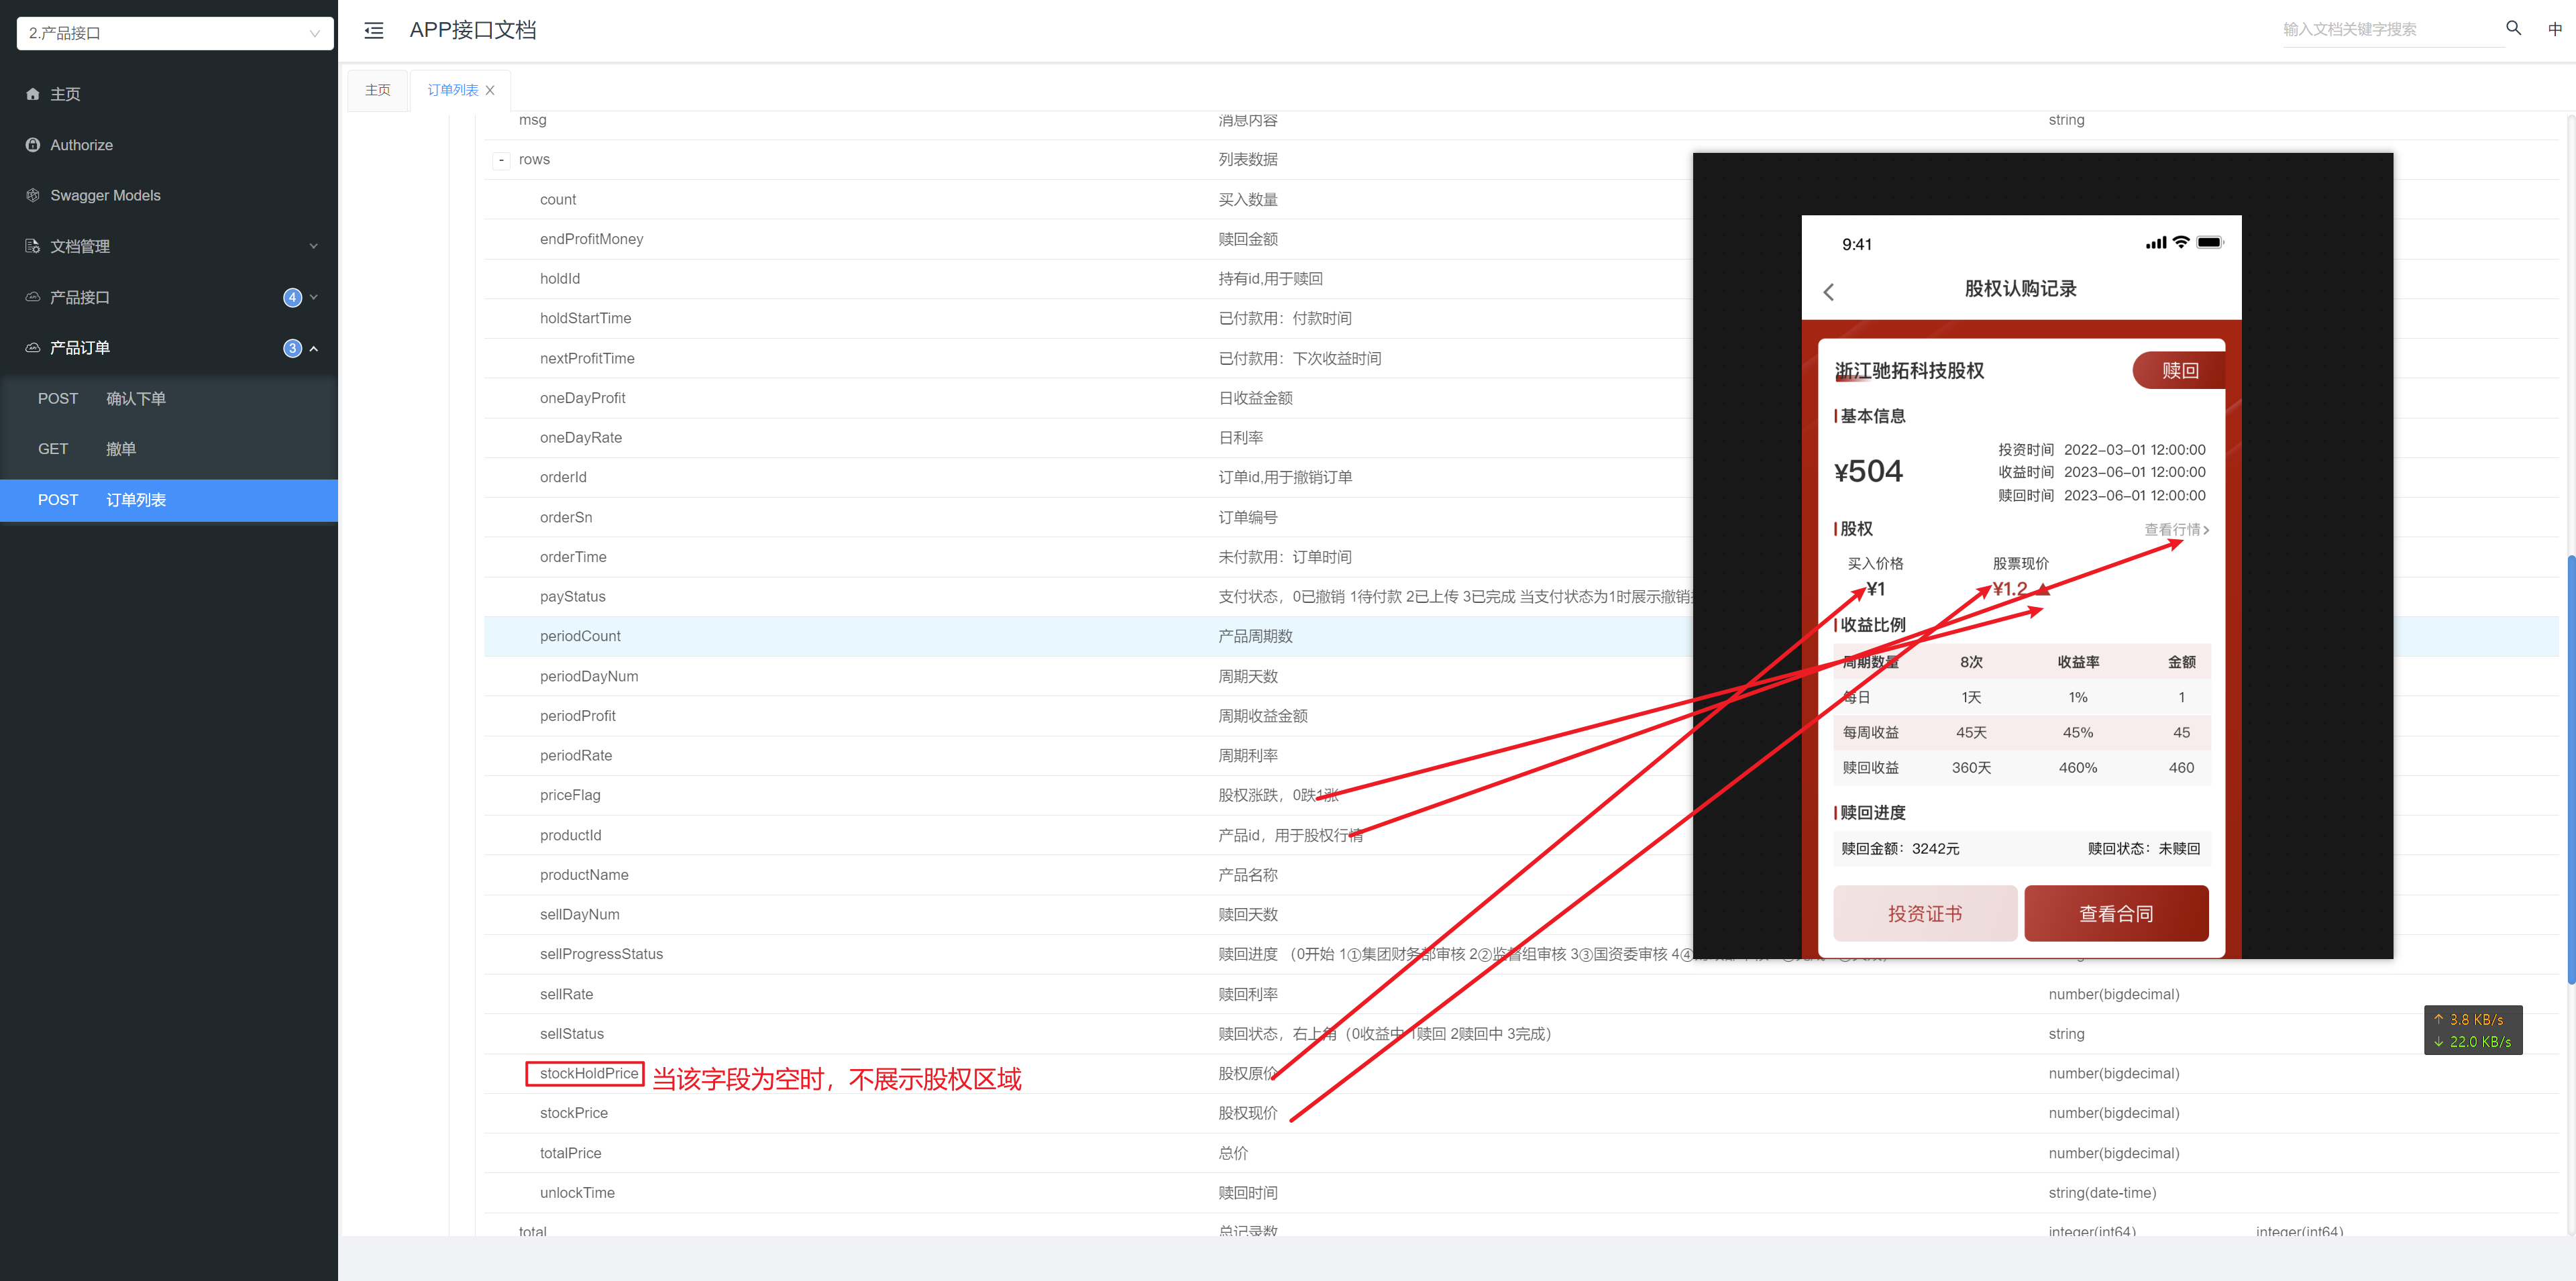 2.产品接口
APP接口文档
输入文档关键字搜索
中
主页
Authorize
Swagger Models
文档管理
产品接口 4
产品订单 3
POST 确认下单
GET 撤单
POST 订单列表
主页 订单列表 X
msg 消息内容 string
- rows 列表数据
count 买入数量
endProfitMoney 赎回金额
holdId 持有id,用于赎回
holdStartTime 已付款用：付款时间
nextProfitTime 已付款用：下次收益时间
oneDayProfit 日收益金额
oneDayRate 日利率
orderId 订单id,用于撤销订单
orderSn 订单编号
orderTime 未付款用：订单时间
payStatus 支付状态，0已撤销 1待付款 2已上传 3已完成 当支付状态为1时展示撤销
periodCount 产品周期数
periodDayNum 周期天数
periodProfit 周期收益金额
periodRate 周期利率
priceFlag 股权涨跌，0跌1涨
productId 产品id，用于股权行情
productName 产品名称
sellDayNum 赎回天数
sellProgressStatus 赎回进度 （0开始 1①集团财务部审核 2②监督组审核 3③国资委审核 4④
sellRate 赎回利率 number(bigdecimal)
sellStatus 赎回状态，右上角（0收益中 1赎回 2赎回中 3完成） string
stockHoldPrice 当该字段为空时，不展示股权区域 股权原价 number(bigdecimal)
stockPrice 股权现价 number(bigdecimal)
totalPrice 总价 number(bigdecimal)
unlockTime 赎回时间 string(date-time)
total 总记录数 integer(int64) integer(int64)
9:41
股权认购记录
浙江驰拓科技股权 赎回
基本信息
¥504
投资时间 2022–03–01 12:00:00
收益时间 2023–06–01 12:00:00
赎回时间 2023–06–01 12:00:00
股权 查看行情
买入价格 股票现价
¥1 ¥1.2
收益比例
周期数量 8次 收益率 金额
每日 1天 1% 1
每周收益 45天 45% 45
赎回收益 360天 460% 460
赎回进度
赎回金额：3242元 赎回状态：未赎回
投资证书 查看合同
↑ 3.8 KB/s
↓ 22.0 KB/s